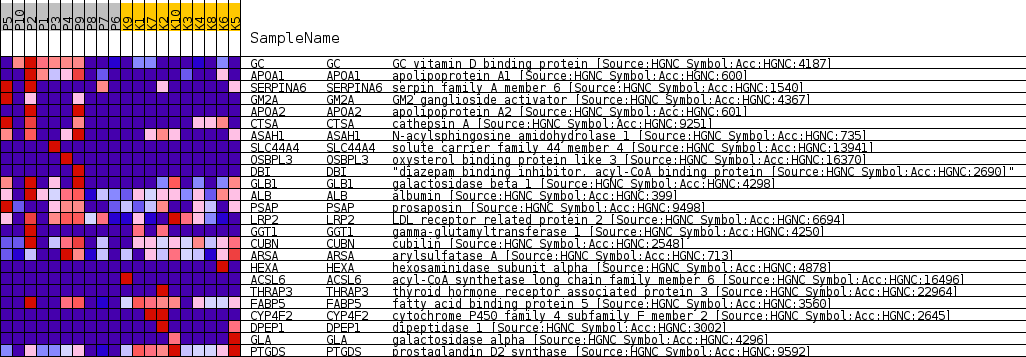 P5 P10 P2 P1 P3 P4 P9 P8 P7 P6 K9 K1 K7 K2 K10 K3 K4 K8 K6 K5
SampleName
GC GC GC vitamin D binding protein [Source:HGNC Symbol;Acc:HGNC:4187]
APOA1 APOA1 apolipoprotein A1 [Source:HGNC Symbol;Acc:HGNC:600]
SERPINA6 SERPINA6 serpin family A member 6 [Source:HGNC Symbol;Acc:HGNC:1540]
GM2A GM2A GM2 ganglioside activator [Source:HGNC Symbol;Acc:HGNC:4367]
APOA2 APOA2 apolipoprotein A2 [Source:HGNC Symbol;Acc:HGNC:601]
CTSA CTSA cathepsin A [Source:HGNC Symbol;Acc:HGNC:9251]
ASAH1 ASAH1 N-acylsphingosine amidohydrolase 1 [Source:HGNC Symbol;Acc:HGNC:735]
SLC44A4 SLC44A4 solute carrier family 44 member 4 [Source:HGNC Symbol;Acc:HGNC:13941]
OSBPL3 OSBPL3 oxysterol binding protein like 3 [Source:HGNC Symbol;Acc:HGNC:16370]
DBI DBI "diazepam binding inhibitor, acyl-CoA binding protein [Source:HGNC Symbol;Acc:HGNC:2690]"
GLB1 GLB1 galactosidase beta 1 [Source:HGNC Symbol;Acc:HGNC:4298]
ALB ALB albumin [Source:HGNC Symbol;Acc:HGNC:399]
PSAP PSAP prosaposin [Source:HGNC Symbol;Acc:HGNC:9498]
LRP2 LRP2 LDL receptor related protein 2 [Source:HGNC Symbol;Acc:HGNC:6694]
GGT1 GGT1 gamma-glutamyltransferase 1 [Source:HGNC Symbol;Acc:HGNC:4250]
CUBN CUBN cubilin [Source:HGNC Symbol;Acc:HGNC:2548]
ARSA ARSA arylsulfatase A [Source:HGNC Symbol;Acc:HGNC:713]
HEXA HEXA hexosaminidase subunit alpha [Source:HGNC Symbol;Acc:HGNC:4878]
ACSL6 ACSL6 acyl-CoA synthetase long chain family member 6 [Source:HGNC Symbol;Acc:HGNC:16496]
THRAP3 THRAP3 thyroid hormone receptor associated protein 3 [Source:HGNC Symbol;Acc:HGNC:22964]
FABP5 FABP5 fatty acid binding protein 5 [Source:HGNC Symbol;Acc:HGNC:3560]
CYP4F2 CYP4F2 cytochrome P450 family 4 subfamily F member 2 [Source:HGNC Symbol;Acc:HGNC:2645]
DPEP1 DPEP1 dipeptidase 1 [Source:HGNC Symbol;Acc:HGNC:3002]
GLA GLA galactosidase alpha [Source:HGNC Symbol;Acc:HGNC:4296]
PTGDS PTGDS prostaglandin D2 synthase [Source:HGNC Symbol;Acc:HGNC:9592]